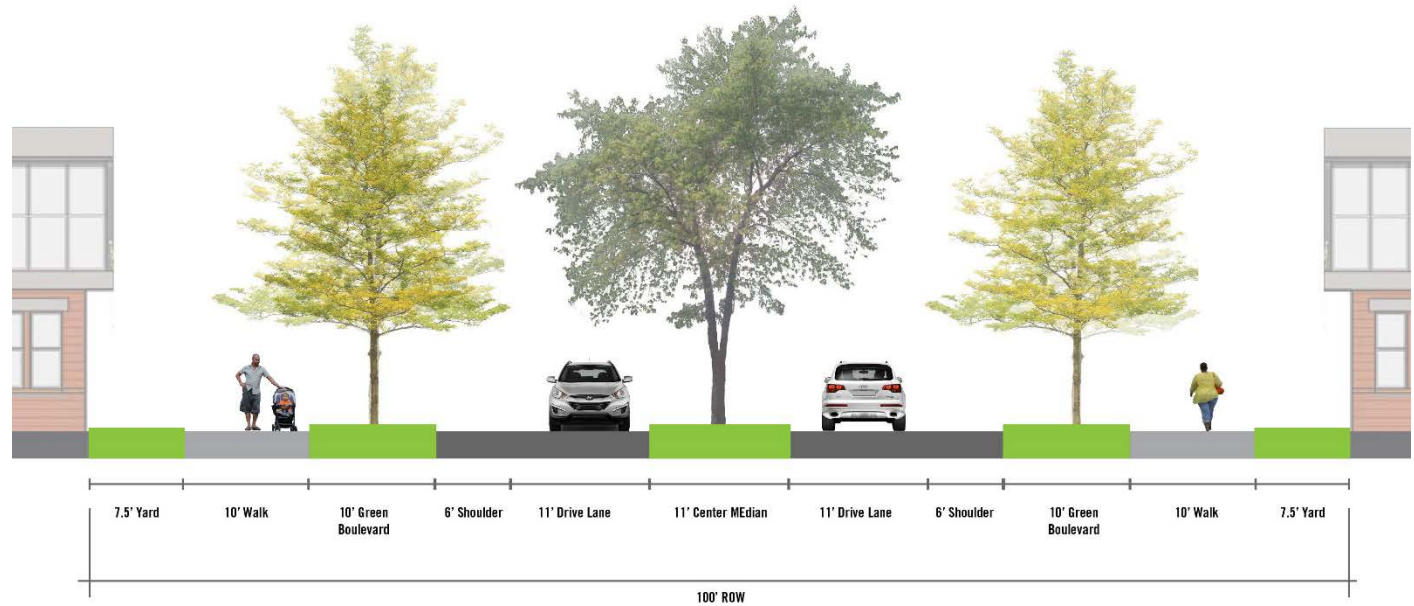 7.5' Yard
10' Walk
10' Green
Boulevard
6' Shoulder
11' Drive Lane
11' Center MEdian
11' Drive Lane
6' Shoulder
10' Green
Boulevard
10' Walk
7.5' Yard
100' ROW